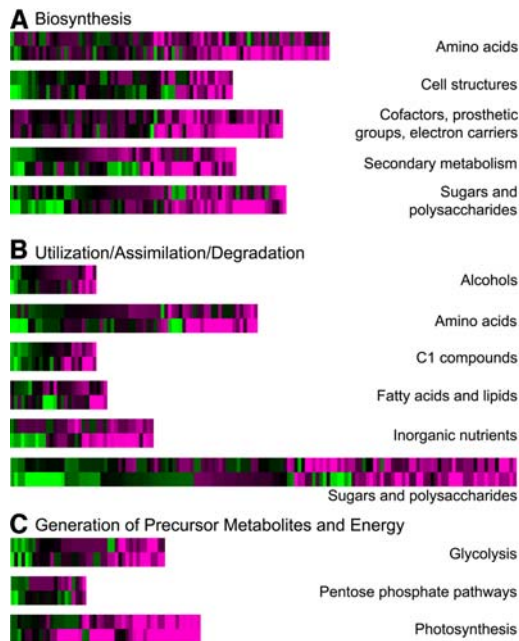 A Biosynthesis
Amino acids
Cell structures
Cofactors, prosthetic
groups, electron carriers
Secondary metabolism
Sugars and
polysaccharides
B Utilization/Assimilation/Degradation
Alcohols
Amino acids
C1 compounds
Fatty acids and lipids
Inorganic nutrients
Sugars and polysaccharides
C Generation of Precursor Metabolites and Energy
Glycolysis
Pentose phosphate pathways
Photosynthesis